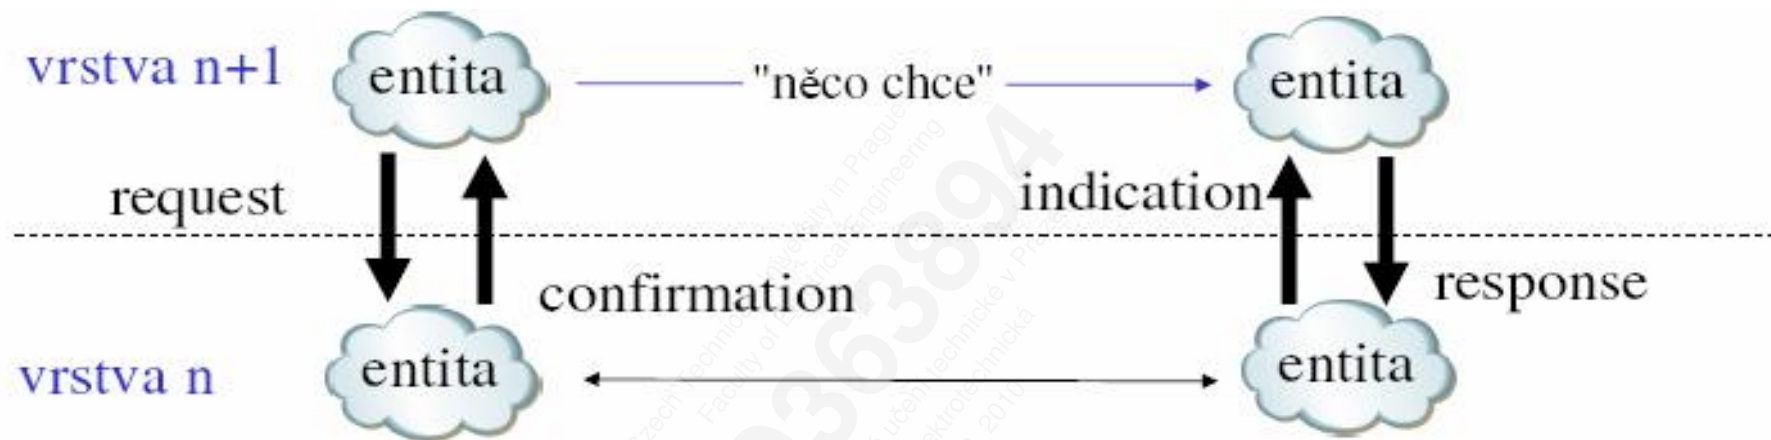 vrstva n+1
entita
"něco chce"
entita
request
indication
confirmation
response
vrstva n
entita
entita